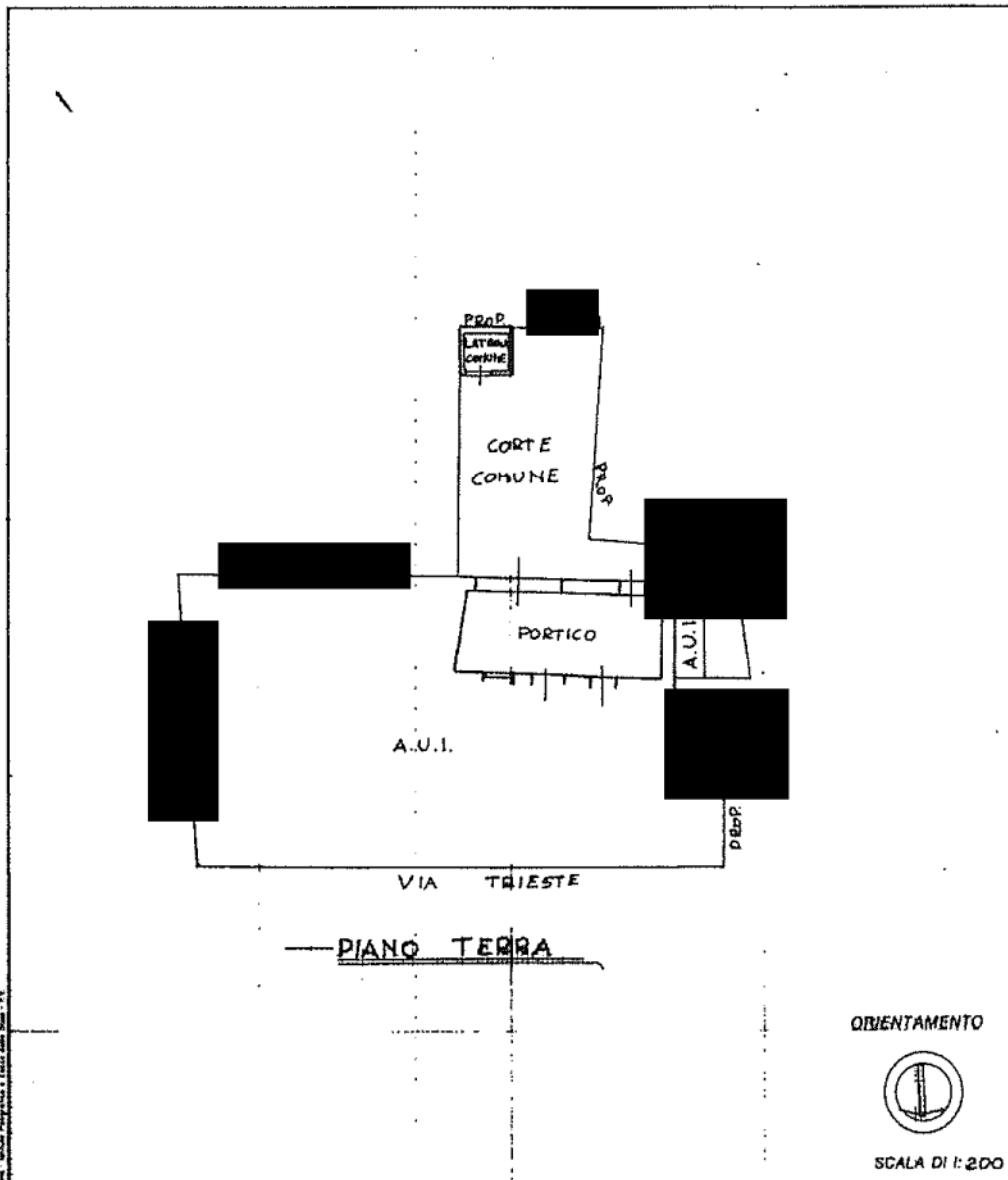 PROP.
LATRINA
COMUNE
CORTE
COMUNE
PROP
PORTICO
A.U.I.
A.U.I.
PROP.
VIA TRIESTE
PIANO TERRA
ORIENTAMENTO
SCALA DI 1:200